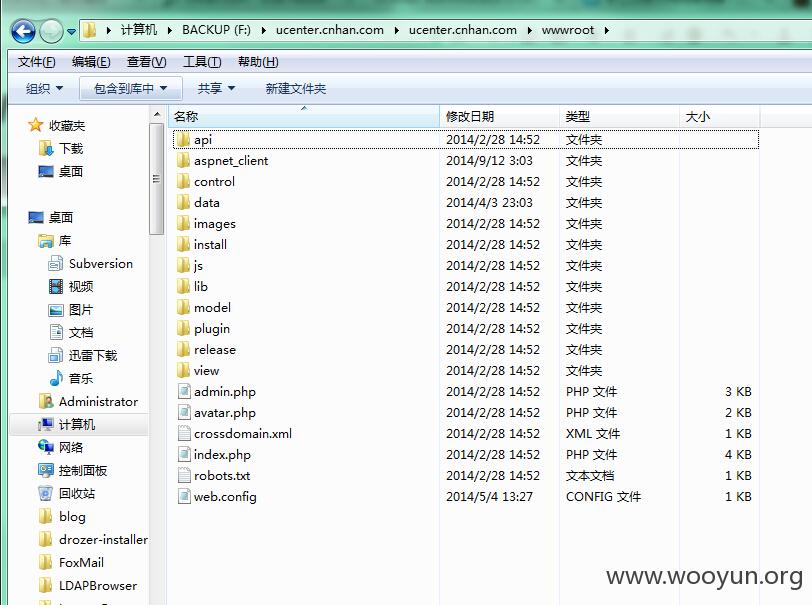 计算机 BACKUP (F:) ucenter.cnhan.com ucenter.cnhan.com wwwroot
文件(F) 编辑(E) 查看(V) 工具(T) 帮助(H)
组织 包含到库中 共享 新建文件夹
收藏夹
下载
桌面
桌面
库
Subversion
视频
图片
文档
迅雷下载
音乐
Administrator
计算机
网络
控制面板
回收站
blog
drozer-installer
FoxMail
LDAPBrowser
名称 修改日期 类型 大小
api 2014/2/28 14:52 文件夹
aspnet_client 2014/9/12 3:03 文件夹
control 2014/2/28 14:52 文件夹
data 2014/4/3 23:03 文件夹
images 2014/2/28 14:52 文件夹
install 2014/2/28 14:52 文件夹
js 2014/2/28 14:52 文件夹
lib 2014/2/28 14:52 文件夹
model 2014/2/28 14:52 文件夹
plugin 2014/2/28 14:52 文件夹
release 2014/2/28 14:52 文件夹
view 2014/2/28 14:52 文件夹
admin.php 2014/2/28 14:52 PHP 文件 3 KB
avatar.php 2014/2/28 14:52 PHP 文件 2 KB
crossdomain.xml 2014/2/28 14:52 XML 文件 1 KB
index.php 2014/2/28 14:52 PHP 文件 4 KB
robots.txt 2014/2/28 14:52 文本文档 1 KB
web.config 2014/5/4 13:27 CONFIG 文件 1 KB
www.wooyun.org